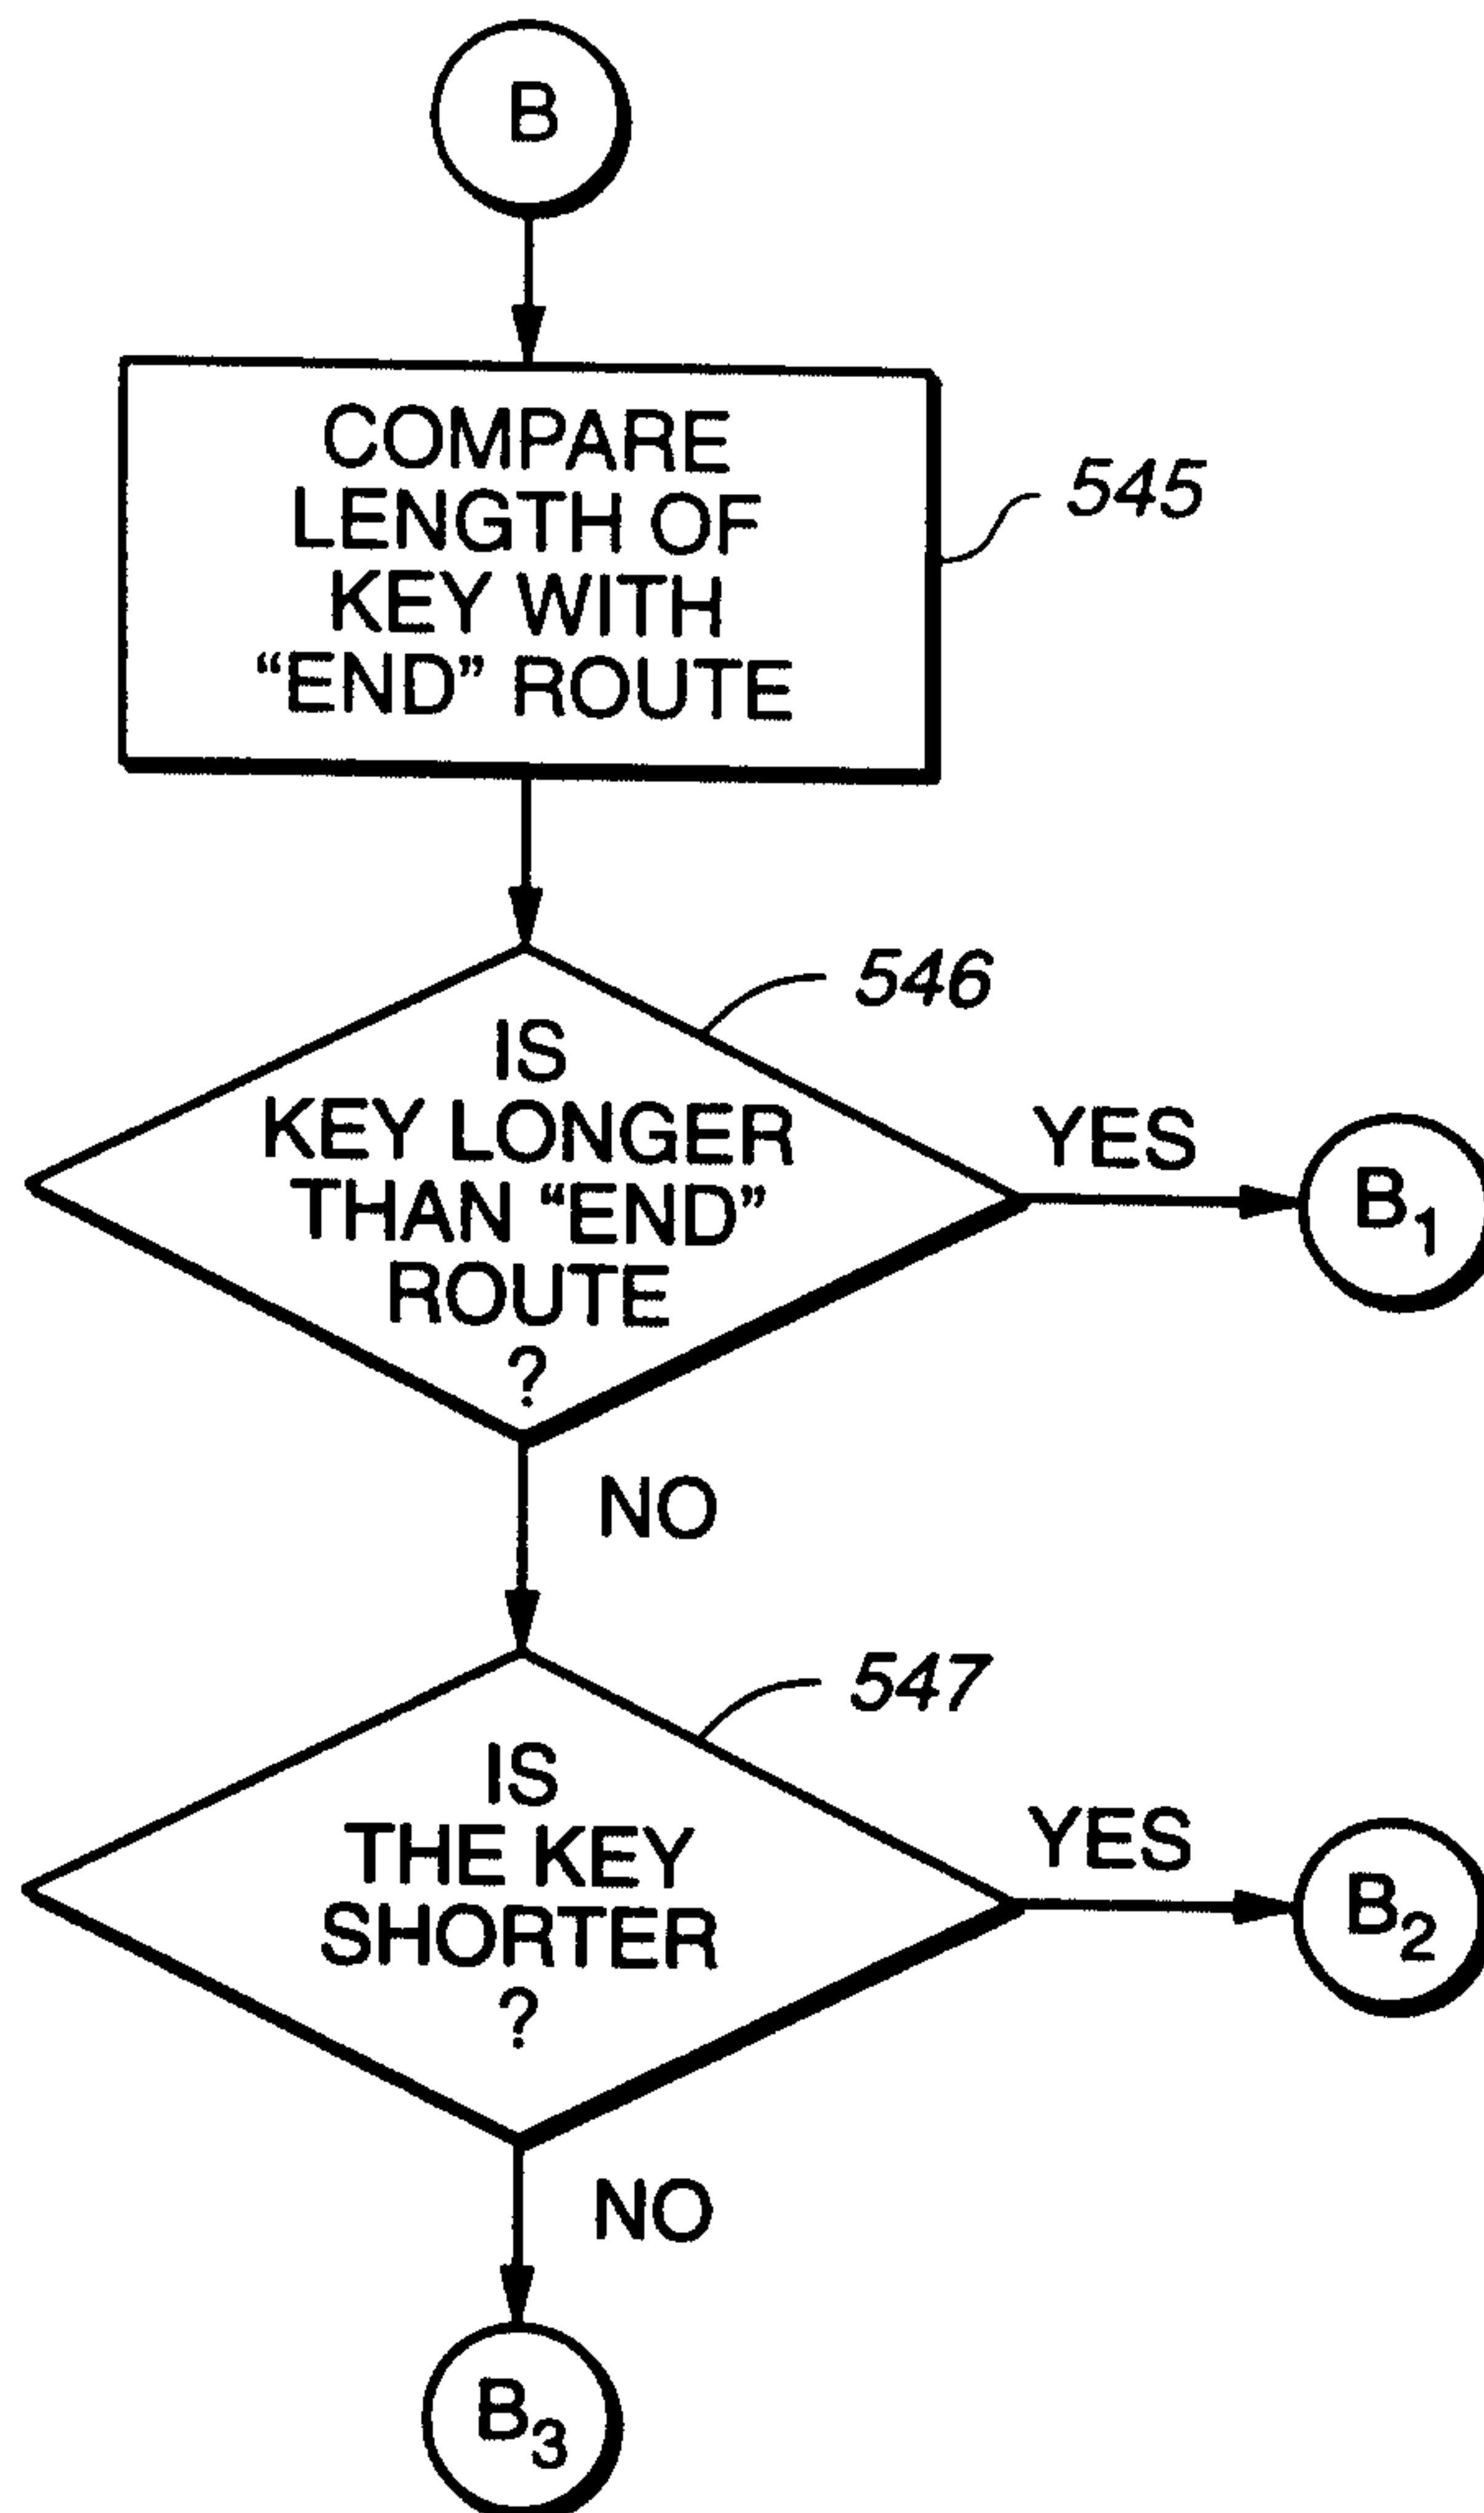 B
COMPARE
LENGTH OF
KEY WITH
“END” ROUTE
545
546
IS
KEY LONGER
THAN “END”
ROUTE
?
YES
B1
NO
547
IS
THE KEY
SHORTER
?
YES
B2
NO
B3